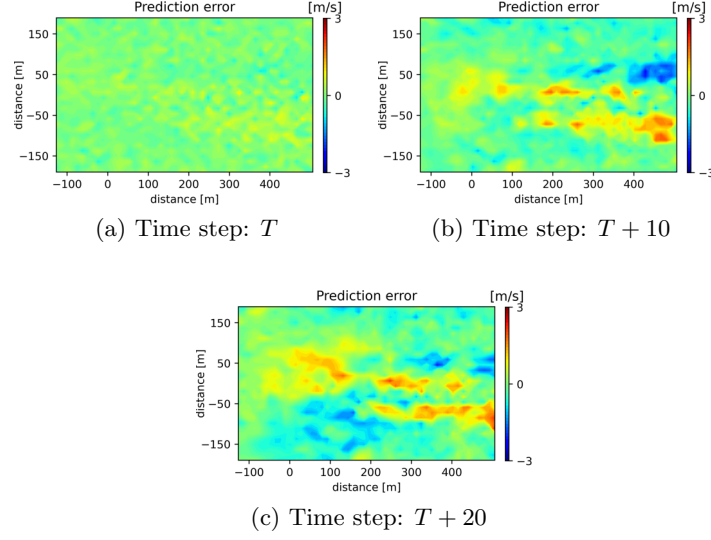 Prediction error [m/s]
3
150
50
0
−50
−150
−3
distance [m]
−100 0 100 200 300 400
distance [m]
(a) Time step: T
Prediction error [m/s]
3
150
50
0
−50
−150
−3
distance [m]
−100 0 100 200 300 400
distance [m]
(b) Time step: T + 10
Prediction error [m/s]
3
150
50
0
−50
−150
−3
distance [m]
−100 0 100 200 300 400
distance [m]
(c) Time step: T + 20